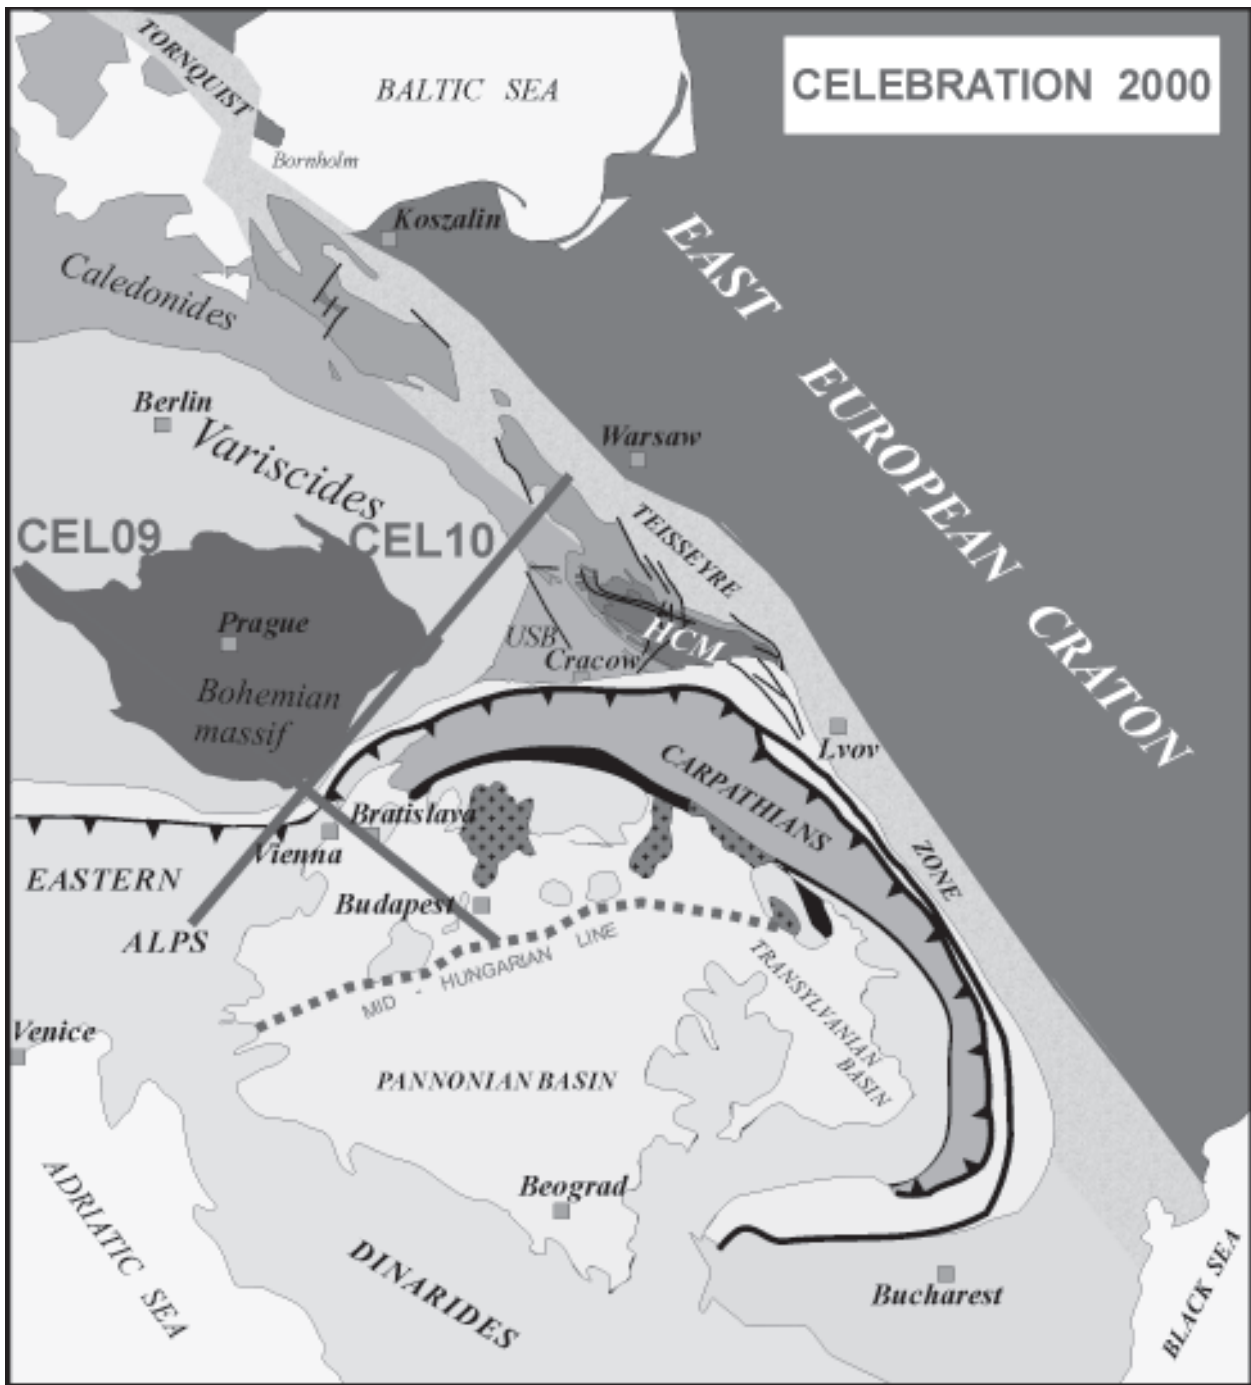 TORNQUIST
BALTIC SEA
CELEBRATION 2000
Bornholm
Koszalin
EAST EUROPEAN CRATON
Caledonides
Berlin
Variscides
Warsaw
TEISSEYRE
CEL09
CEL10
Prague
USB
HCM
Cracow
Bohemian
massif
Lvov
CARPATHIANS
Bratislava
Vienna
ZONE
EASTERN
ALPS
Budapest
MID - HUNGARIAN LINE
TRANSYLVANIAN
BASIN
Venice
PANNONIAN BASIN
Beograd
ADRIATIC SEA
DINARIDES
Bucharest
BLACK SEA